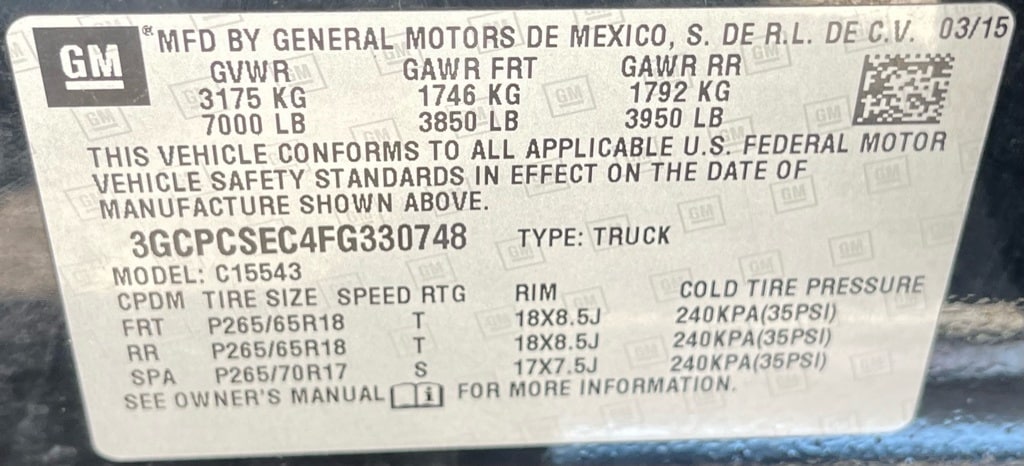 GM ®MFD BY GENERAL MOTORS DE MEXICO, S. DE R.L. DE C.V. 03/15
GVWR GAWR FRT GAWR RR
3175 KG 1746 KG 1792 KG
7000 LB 3850 LB 3950 LB
THIS VEHICLE CONFORMS TO ALL APPLICABLE U.S. FEDERAL MOTOR
VEHICLE SAFETY STANDARDS IN EFFECT ON THE DATE OF
MANUFACTURE SHOWN ABOVE.
3GCPCSEC4FG330748 TYPE: TRUCK
MODEL: C15543
CPDM TIRE SIZE SPEED RTG RIM COLD TIRE PRESSURE
FRT P265/65R18 T 18X8.5J 240KPA(35PSI)
RR P265/65R18 T 18X8.5J 240KPA(35PSI)
SPA P265/70R17 S 17X7.5J 240KPA(35PSI)
SEE OWNER'S MANUAL i FOR MORE INFORMATION.